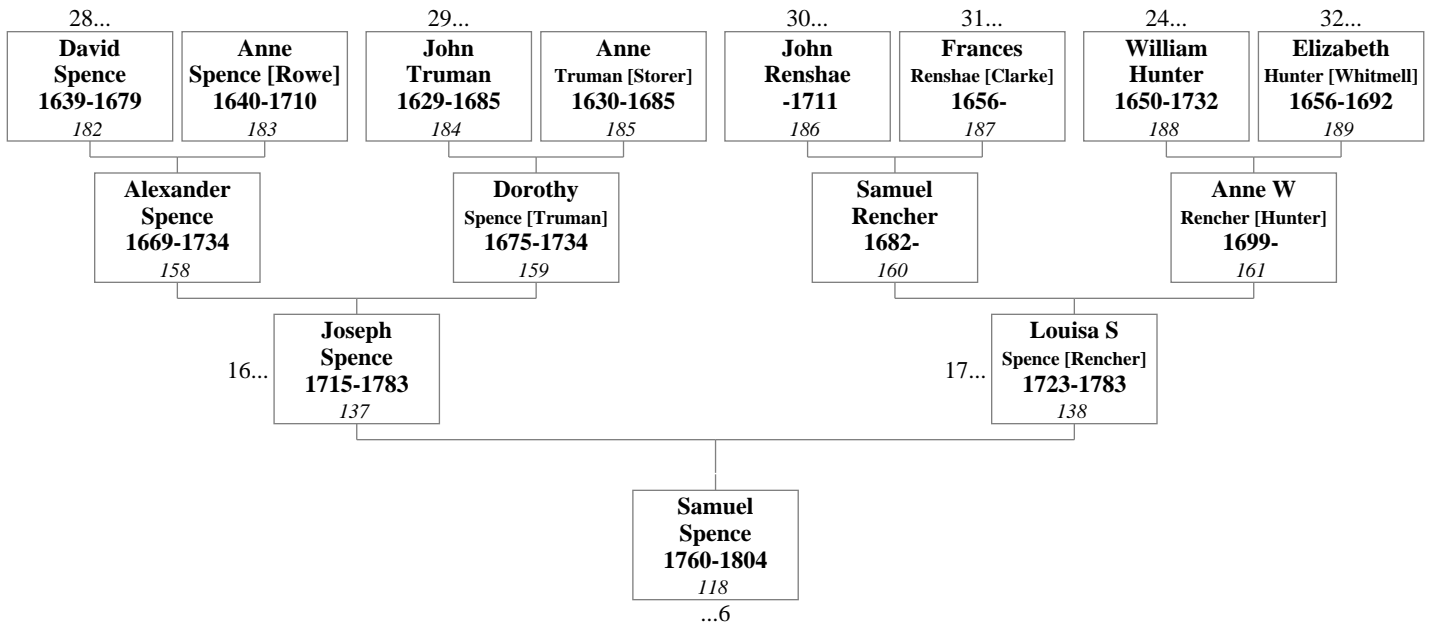 28...
29...
30...
31...
24...
32...
David
Spence
1639-1679
182
Anne
Spence [Rowe]
1640-1710
183
John
Truman
1629-1685
184
Anne
Truman [Storer]
1630-1685
185
John
Renshae
-1711
186
Frances
Renshae [Clarke]
1656-
187
William
Hunter
1650-1732
188
Elizabeth
Hunter [Whitmell]
1656-1692
189
Alexander
Spence
1669-1734
158
Dorothy
Spence [Truman]
1675-1734
159
Samuel
Rencher
1682-
160
Anne W
Rencher [Hunter]
1699-
161
16...
Joseph
Spence
1715-1783
137
17...
Louisa S
Spence [Rencher]
1723-1783
138
Samuel
Spence
1760-1804
118
...6